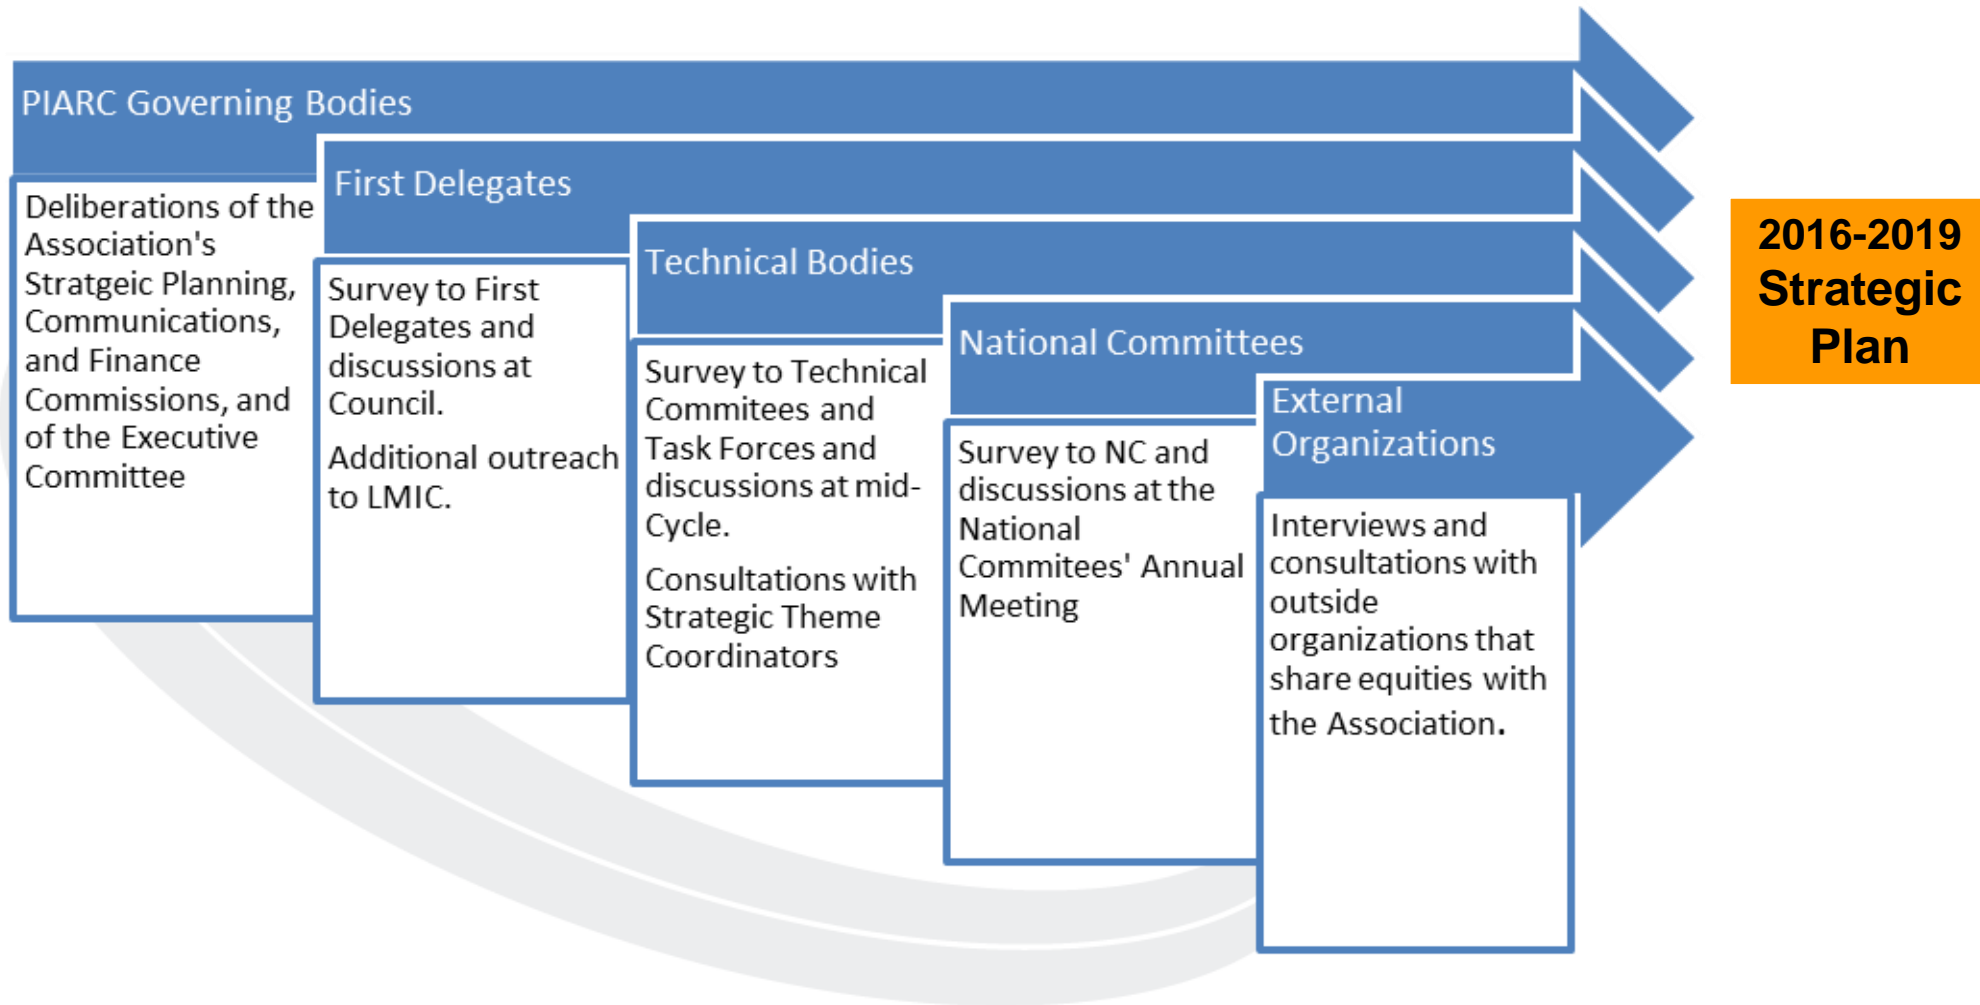 PIARC Governing Bodies
Deliberations of the
Association's
Stratgeic Planning,
Communications,
and Finance
Commissions, and
of the Executive
Committee
First Delegates
Survey to First
Delegates and
discussions at
Council.
Additional outreach
to LMIC.
Technical Bodies
Survey to Technical
Commitees and
Task Forces and
discussions at mid-
Cycle.
Consultations with
Strategic Theme
Coordinators
National Committees
Survey to NC and
discussions at the
National
Commitees' Annual
Meeting
External
Organizations
Interviews and
consultations with
outside
organizations that
share equities with
the Association.
2016-2019
Strategic
Plan